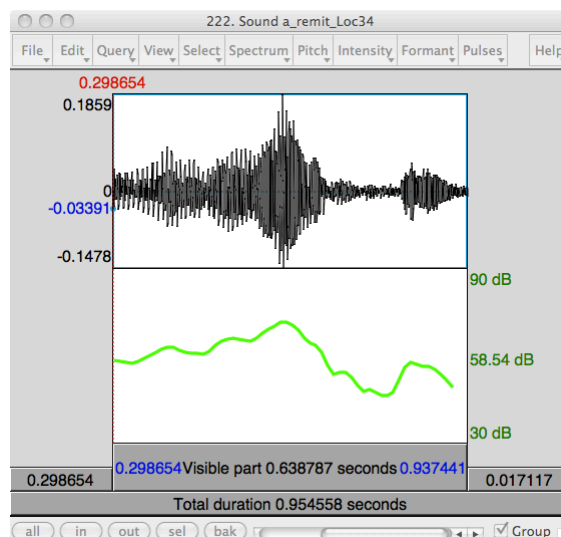 222. Sound a_remit_Loc34
File Edit Query View Select Spectrum Pitch Intensity Formant Pulses Help
0.298654
0.1859
0
-0.03391
-0.1478
90 dB
58.54 dB
30 dB
0.298654 0.298654 Visible part 0.638787 seconds 0.937441 0.017117
Total duration 0.954558 seconds
all in out sel bak Group